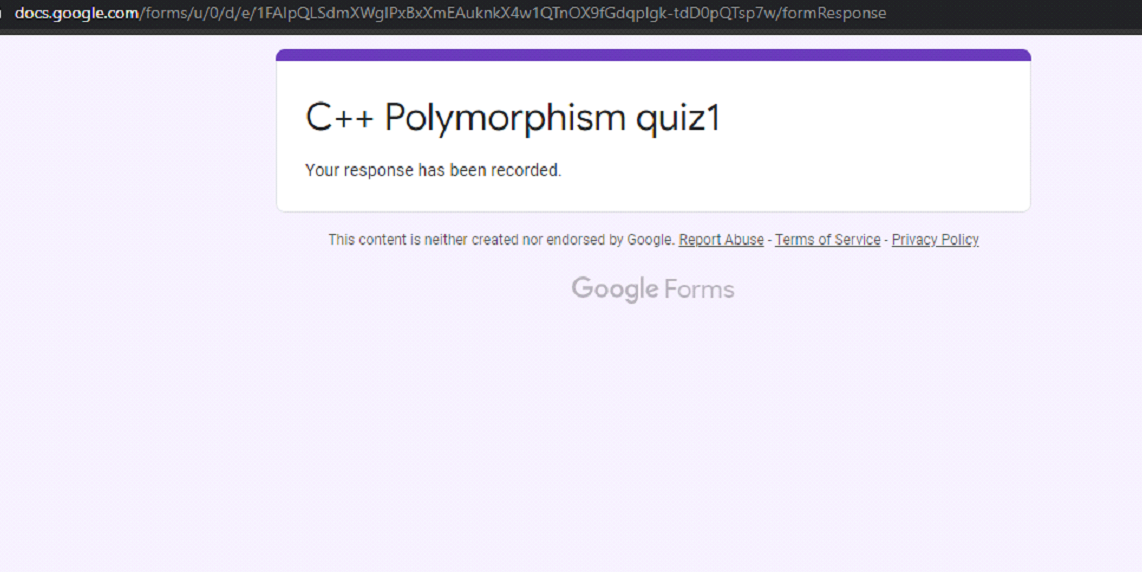 docs.google.com/forms/u/0/d/e/1FAIpQLSdmXWgIPxBxXmEAuknkX4w1QTnOX9fGdqpIgk-tdD0pQTsp7w/formResponse
C++ Polymorphism quiz1
Your response has been recorded.
This content is neither created nor endorsed by Google. Report Abuse - Terms of Service - Privacy Policy
Google Forms